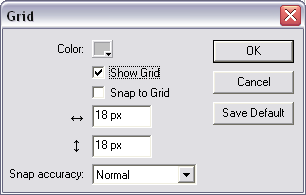 Grid
Color:
OK
Show Grid
Cancel
Snap to Grid
18 px
Save Default
18 px
Snap accuracy: Normal